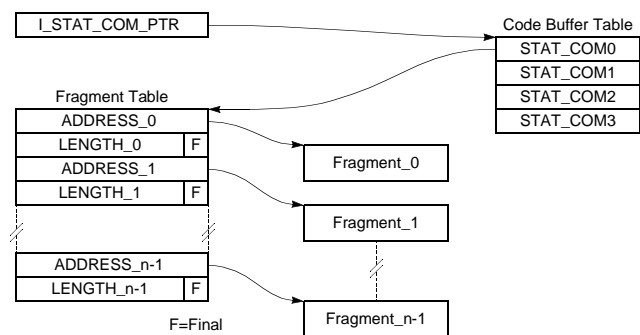 I_STAT_COM_PTR
Code Buffer Table
STAT_COM0
STAT_COM1
STAT_COM2
STAT_COM3
Fragment Table
ADDRESS_0
LENGTH_0 F
ADDRESS_1
LENGTH_1 F
ADDRESS_n-1
LENGTH_n-1 F
F=Final
Fragment_0
Fragment_1
Fragment_n-1